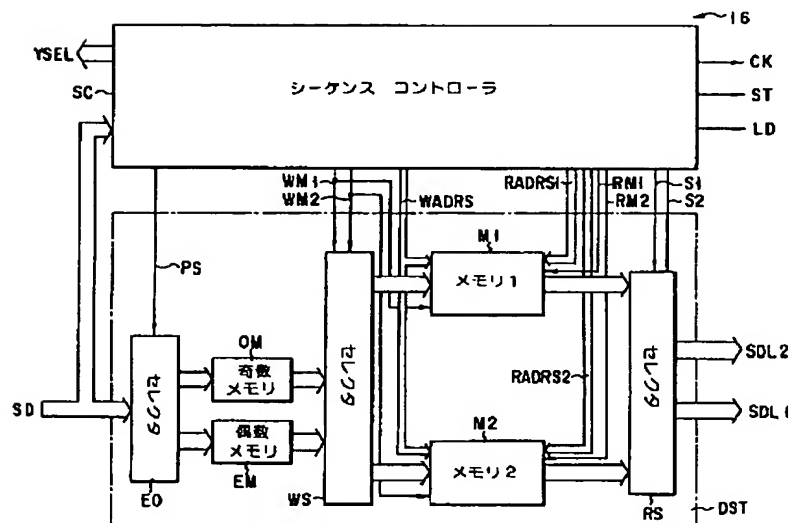 16
YSEL
CK
SC
シーケンス コントローラ
ST
LD
WM1
WM2
WADRS
RADRS1
RM1
RM2
S1
S2
M1
メモリ1
PS
OM
奇数
メモリ
セレクタ
セレクタ
セレクタ
RADRS2
SDL2
SD
偶数
メモリ
M2
メモリ2
SDL1
EO
EM
WS
RS
DST